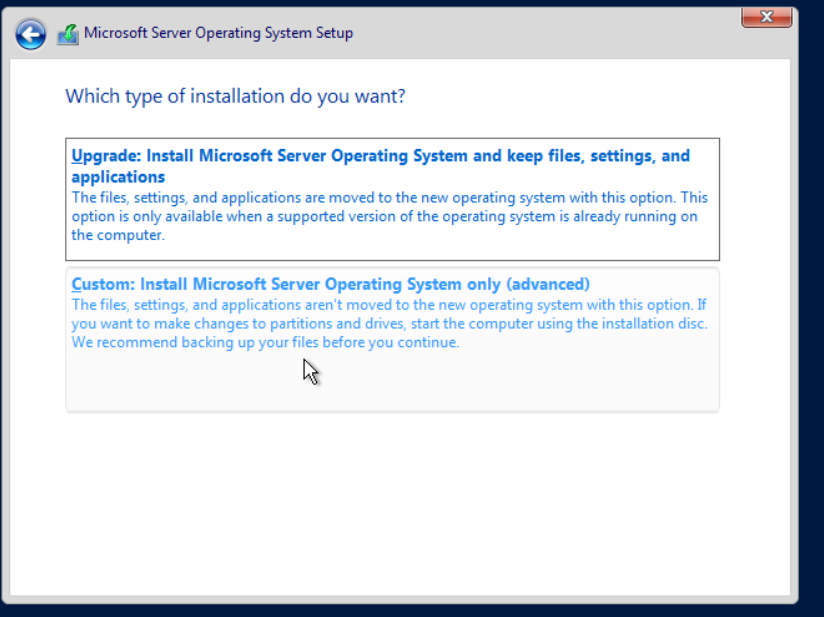 Microsoft Server Operating System Setup
Which type of installation do you want?
Upgrade: Install Microsoft Server Operating System and keep files, settings, and
applications
The files, settings, and applications are moved to the new operating system with this option. This
option is only available when a supported version of the operating system is already running on
the computer.
Custom: Install Microsoft Server Operating System only (advanced)
The files, settings, and applications aren't moved to the new operating system with this option. If
you want to make changes to partitions and drives, start the computer using the installation disc.
We recommend backing up your files before you continue.